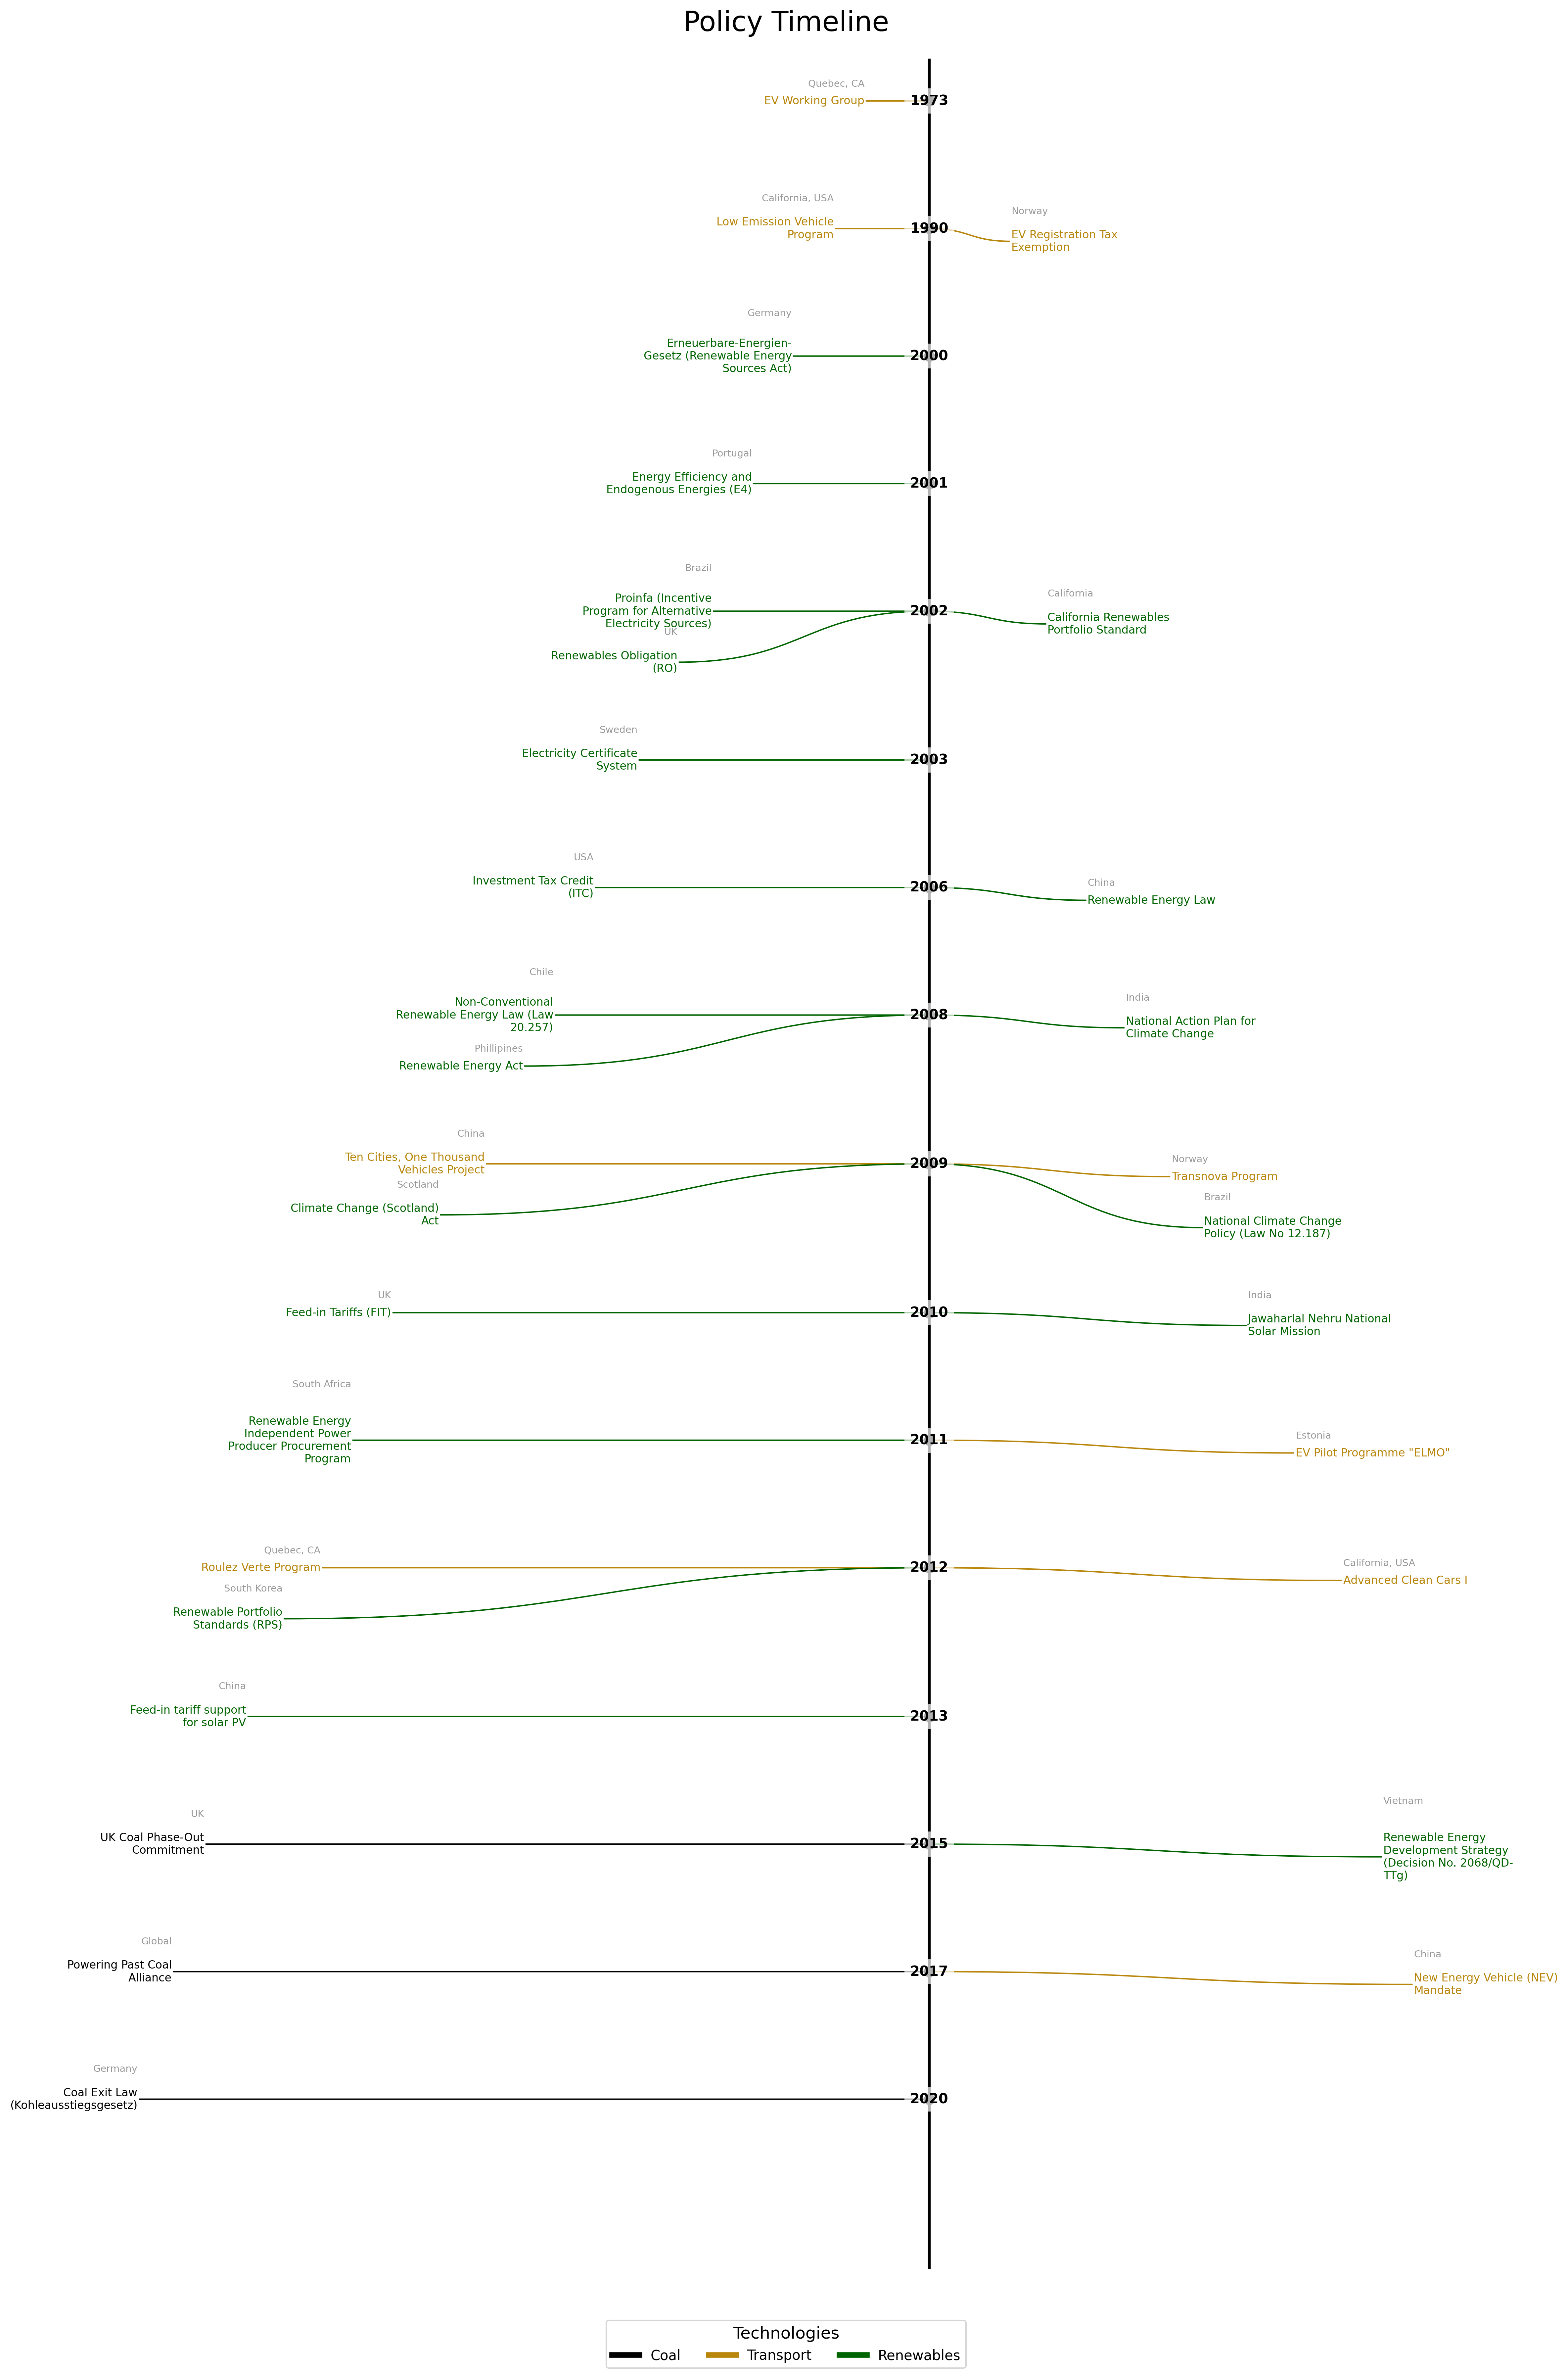 Policy Timeline
Quebec, CA
EV Working Group
1973
California, USA
Low Emission Vehicle
Program
1990
Norway
EV Registration Tax
Exemption
Germany
Erneuerbare-Energien-
Gesetz (Renewable Energy
Sources Act)
2000
Portugal
Energy Efficiency and
Endogenous Energies (E4)
2001
Brazil
Proinfa (Incentive
Program for Alternative
Electricity Sources)
UK
Renewables Obligation
(RO)
2002
California
California Renewables
Portfolio Standard
Sweden
Electricity Certificate
System
2003
USA
Investment Tax Credit
(ITC)
2006
China
Renewable Energy Law
Chile
Non-Conventional
Renewable Energy Law (Law
20.257)
Phillipines
Renewable Energy Act
2008
India
National Action Plan for
Climate Change
China
Ten Cities, One Thousand
Vehicles Project
Scotland
Climate Change (Scotland)
Act
2009
Norway
Transnova Program
Brazil
National Climate Change
Policy (Law No 12.187)
UK
Feed-in Tariffs (FIT)
2010
India
Jawaharlal Nehru National
Solar Mission
South Africa
Renewable Energy
Independent Power
Producer Procurement
Program
2011
Estonia
EV Pilot Programme "ELMO"
Quebec, CA
Roulez Verte Program
South Korea
Renewable Portfolio
Standards (RPS)
2012
California, USA
Advanced Clean Cars I
China
Feed-in tariff support
for solar PV
2013
UK
UK Coal Phase-Out
Commitment
2015
Vietnam
Renewable Energy
Development Strategy
(Decision No. 2068/QD-
TTg)
Global
Powering Past Coal
Alliance
2017
China
New Energy Vehicle (NEV)
Mandate
Germany
Coal Exit Law
(Kohleausstiegsgesetz)
2020
Technologies
Coal
Transport
Renewables